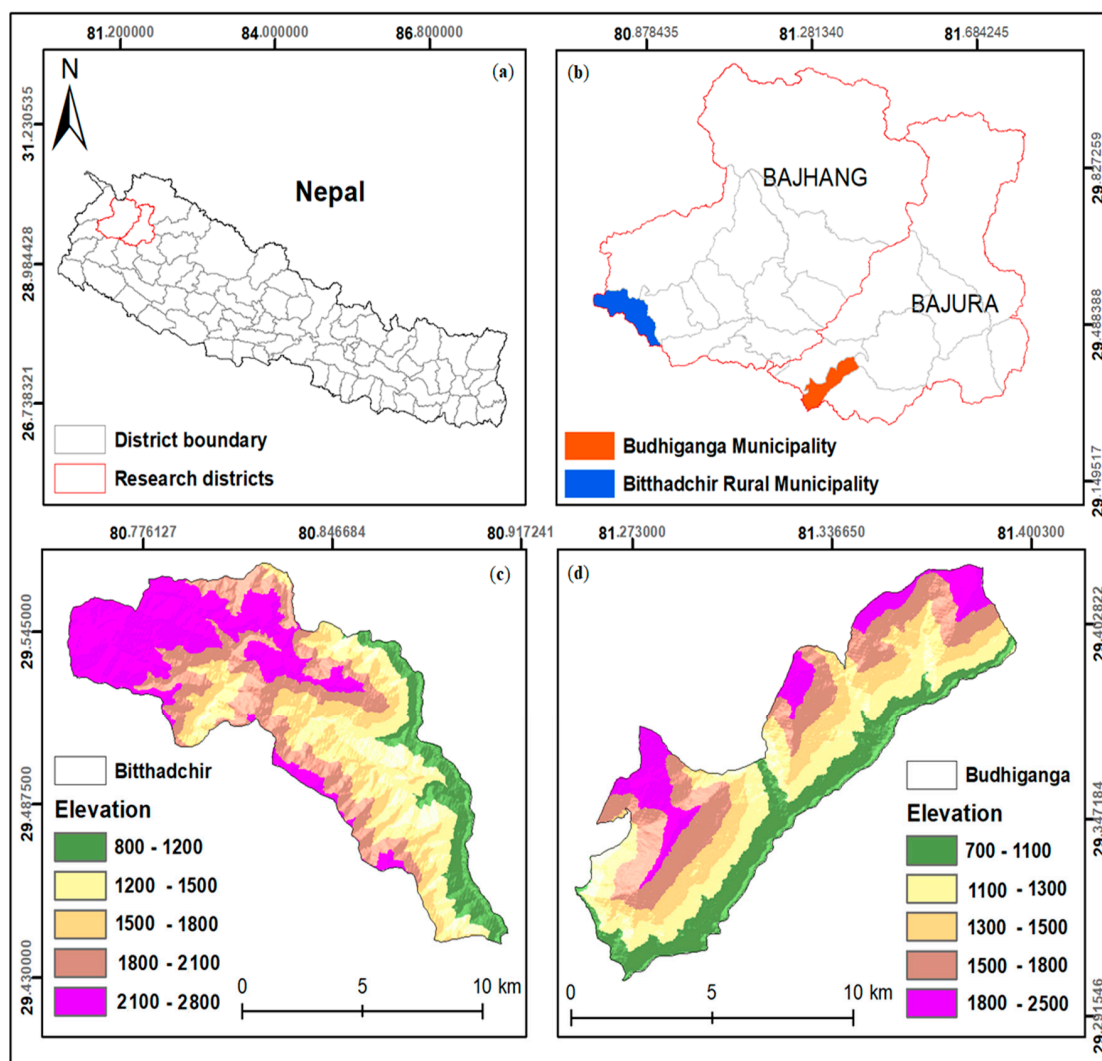 81.200000 84.000000 86.800000
N
(a)
31.230535
28.984428
26.738321
Nepal
District boundary
Research districts
80.878435 81.281340 81.684245
(b)
BAJHANG
BAJURA
29.827259
29.488388
29.149517
Budhiganga Municipality
Bitthadchir Rural Municipality
80.776127 80.846684 80.917241
(c)
29.545000
29.487500
29.430000
Bitthadchir
Elevation
800 - 1200
1200 - 1500
1500 - 1800
1800 - 2100
2100 - 2800
0 5 10 km
81.273000 81.336650 81.400300
(d)
29.402822
29.347184
29.291546
Budhiganga
Elevation
700 - 1100
1100 - 1300
1300 - 1500
1500 - 1800
1800 - 2500
0 5 10 km